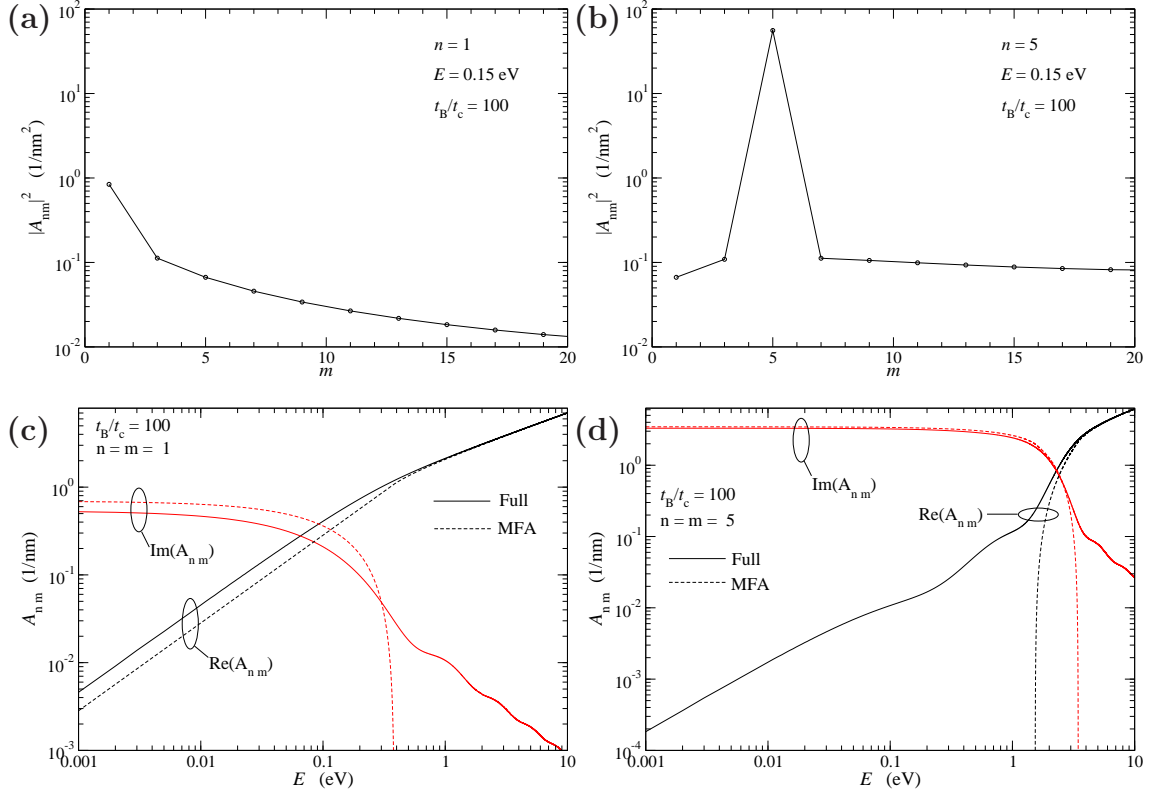 (a)
10^2
10^1
10^0
10^-1
10^-2
|A_nm|^2 (1/nm^2)
n = 1
E = 0.15 eV
t_B/t_c = 100
0 5 10 15 20
m
(b)
10^2
10^1
10^0
10^-1
10^-2
|A_nm|^2 (1/nm^2)
n = 5
E = 0.15 eV
t_B/t_c = 100
0 5 10 15 20
m
(c)
t_B/t_c = 100
n = m = 1
10^0
10^-1
10^-2
10^-3
A_n m (1/nm)
Full
MFA
Im(A_n m)
Re(A_n m)
0.001 0.01 0.1 1 10
E (eV)
(d)
10^0
10^-1
10^-2
10^-3
10^-4
A_n m (1/nm)
Im(A_n m)
Re(A_n m)
t_B/t_c = 100
n = m = 5
Full
MFA
0.001 0.01 0.1 1 10
E (eV)